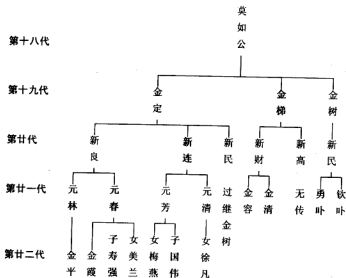 莫如公
第十八代
第十九代
金定
金梯
金树
第廿代
新良
新连
新民
新财
新高
新民
第廿一代
元林
元春
元芳
元清
过继金树
金容
金清
无传
勇卟
钦卟
第廿二代
金平
金霞
子寿强
女美兰
女梅燕
子国伟
女徐凡